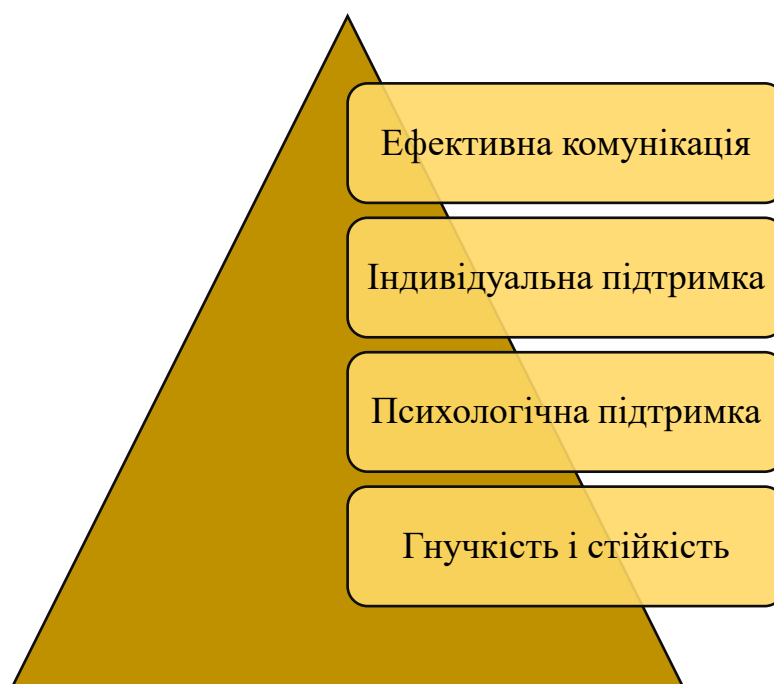 Ефективна комунікація
Індивідуальна підтримка
Психологічна підтримка
Гнучкість і стійкість